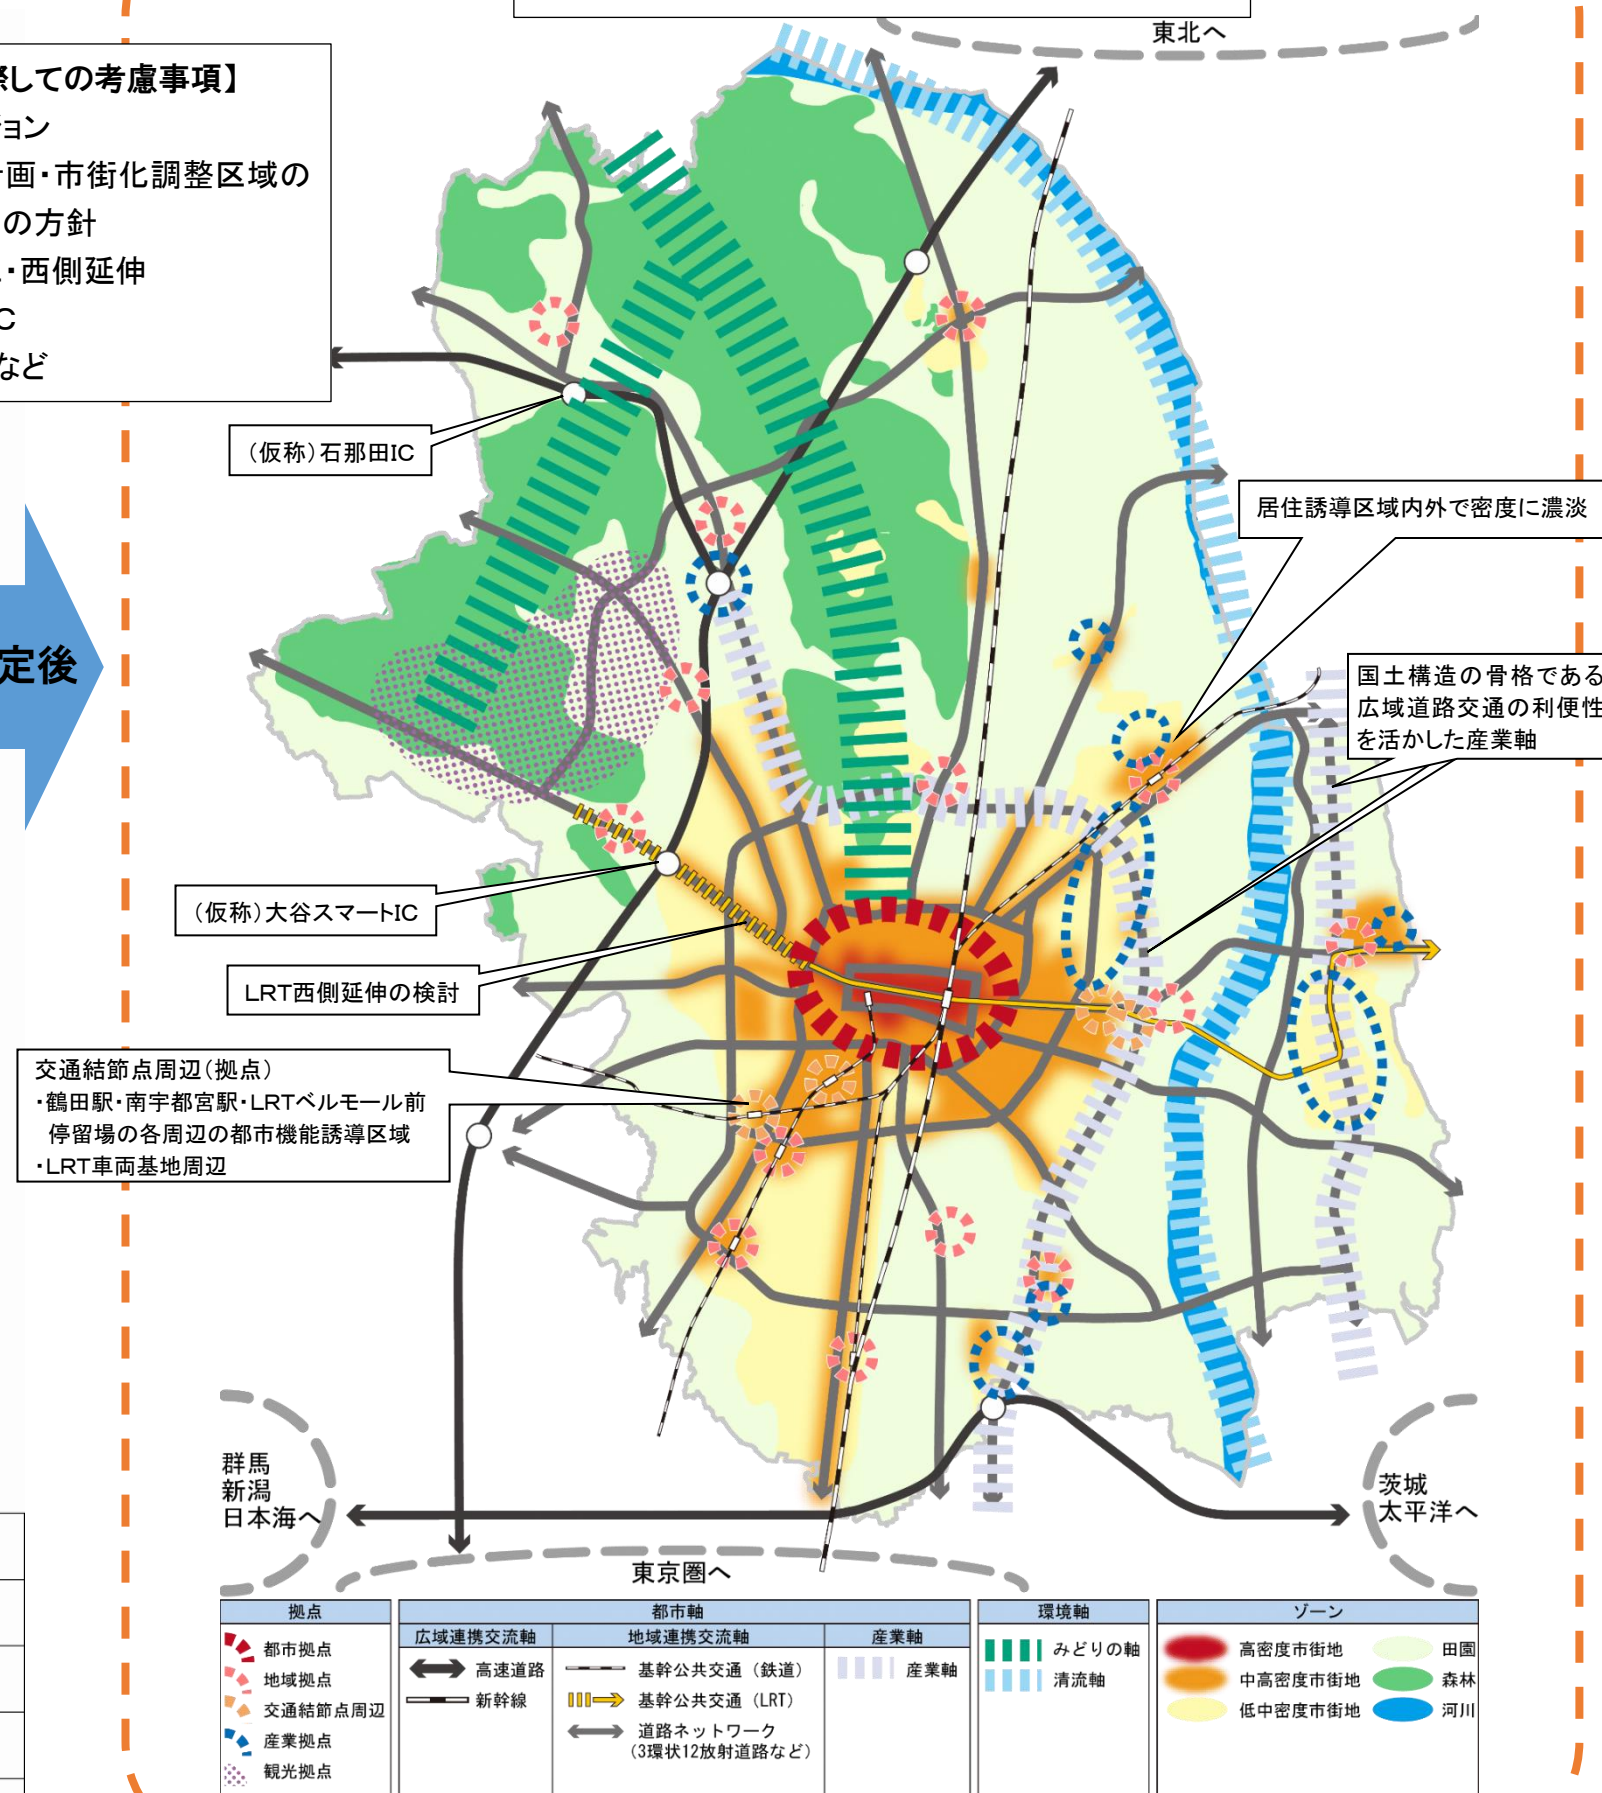 東北へ
際しての考慮事項】
ション
計画・市街化調整区域の
の方針
・西側延伸
C
など
(仮称)石那田IC
居住誘導区域内外で密度に濃淡
定後
国土構造の骨格である
広域道路交通の利便性
を活かした産業軸
(仮称)大谷スマートIC
LRT西側延伸の検討
交通結節点周辺(拠点)
・鶴田駅・南宇都宮駅・LRTベルモール前
停留場の各周辺の都市機能誘導区域
・LRT車両基地周辺
群馬
新潟
日本海へ
茨城
太平洋へ
東京圏へ
拠点
都市拠点
地域拠点
交通結節点周辺
産業拠点
観光拠点
都市軸
広域連携交流軸
高速道路
新幹線
地域連携交流軸
基幹公共交通(鉄道)
基幹公共交通(LRT)
道路ネットワーク
(3環状12放射道路など)
産業軸
産業軸
環境軸
みどりの軸
清流軸
ゾーン
高密度市街地
中高密度市街地
低中密度市街地
田園
森林
河川